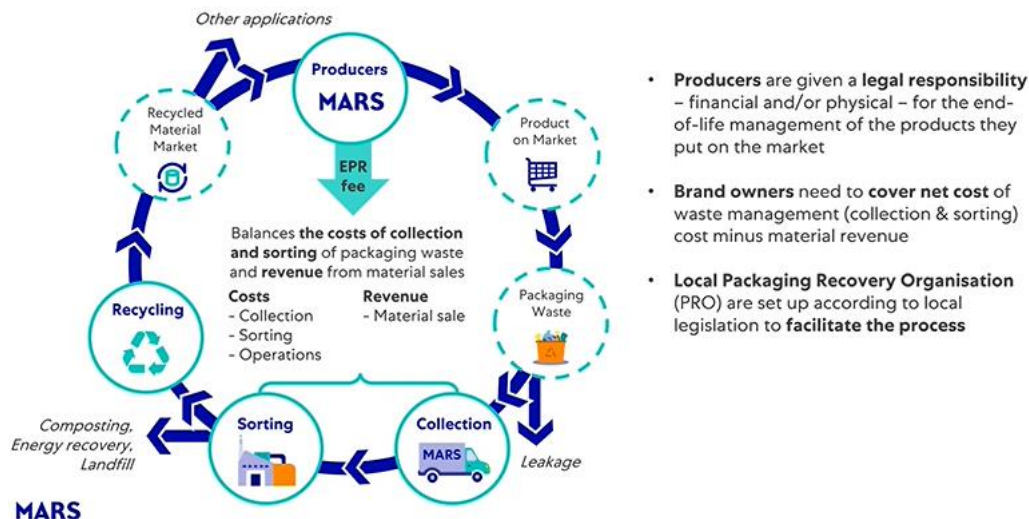 Other applications
Producers
MARS
Recycled
Material
Market
Product
on Market
EPR
fee
Balances the costs of collection
and sorting of packaging waste
and revenue from material sales
Costs
- Collection
- Sorting
- Operations
Revenue
- Material sale
Packaging
Waste
Recycling
Sorting
Collection
MARS
Composting,
Energy recovery,
Landfill
Leakage
MARS
• Producers are given a legal responsibility
– financial and/or physical – for the end-
of-life management of the products they
put on the market
• Brand owners need to cover net cost of
waste management (collection & sorting)
cost minus material revenue
• Local Packaging Recovery Organisation
(PRO) are set up according to local
legislation to facilitate the process